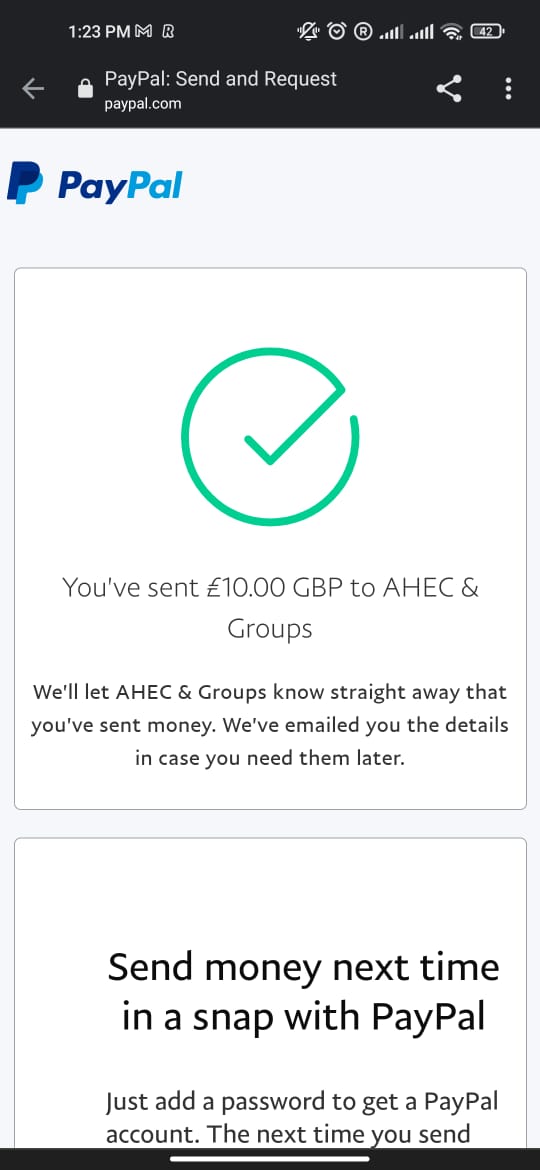 1:23 PM
42
PayPal: Send and Request
paypal.com
PayPal
You've sent £10.00 GBP to AHEC &
Groups
We'll let AHEC & Groups know straight away that
you've sent money. We've emailed you the details
in case you need them later.
Send money next time
in a snap with PayPal
Just add a password to get a PayPal
account. The next time you send